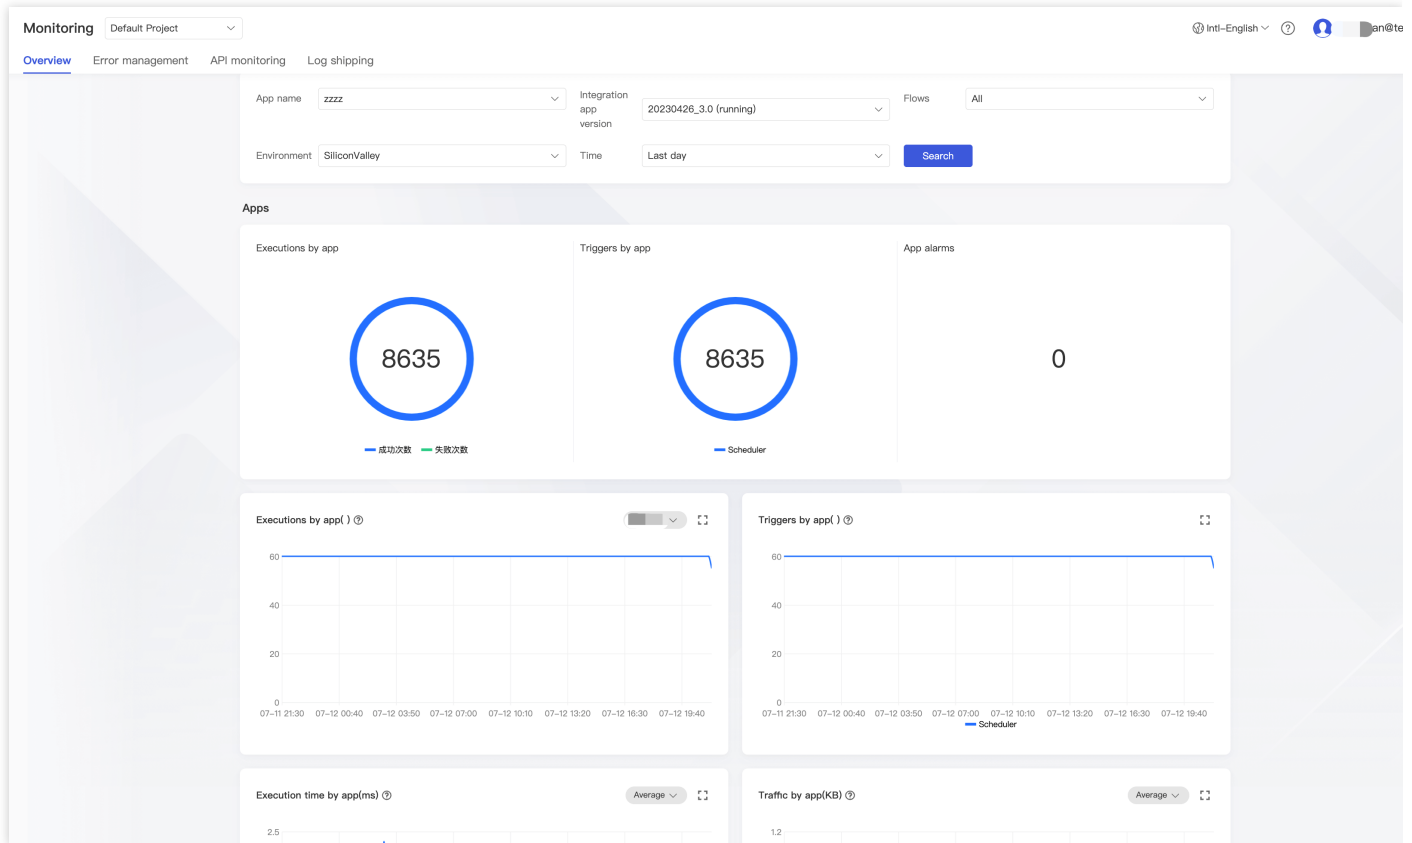 Monitoring Default Project Intl-English an@te
Overview Error management API monitoring Log shipping
App name zzzz Integration app version 20230426_3.0 (running) Flows All
Environment SiliconValley Time Last day Search
Apps
Executions by app Triggers by app App alarms
8635 8635 0
成功次数 失败次数 Scheduler
Executions by app( )
60
40
20
0
07-11 21:30 07-12 00:40 07-12 03:50 07-12 07:00 07-12 10:10 07-12 13:20 07-12 16:30 07-12 19:40
Triggers by app( )
60
40
20
0
07-11 21:30 07-12 00:40 07-12 03:50 07-12 07:00 07-12 10:10 07-12 13:20 07-12 16:30 07-12 19:40
Scheduler
Execution time by app(ms) Average
2.5
Traffic by app(KB) Average
1.2